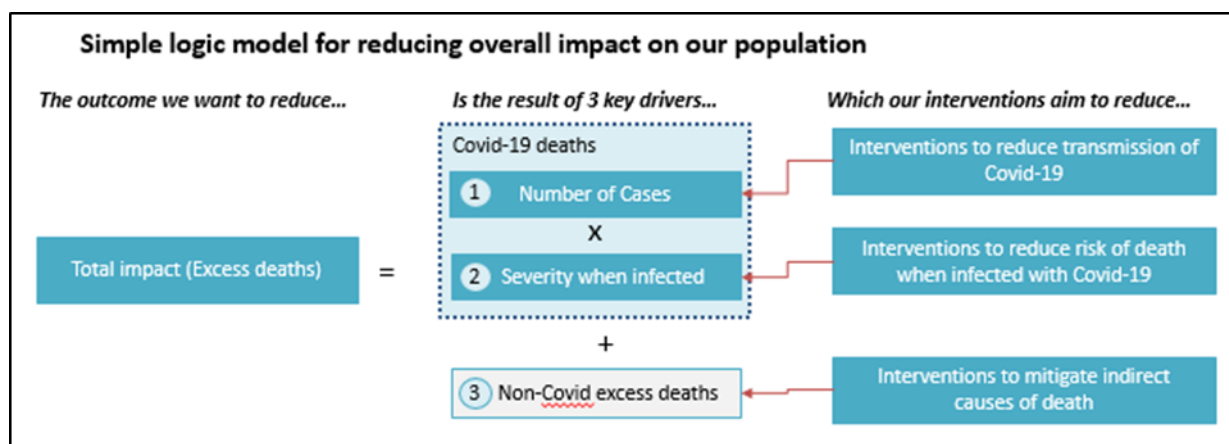 Simple logic model for reducing overall impact on our population
The outcome we want to reduce...
Is the result of 3 key drivers...
Which our interventions aim to reduce...
Total impact (Excess deaths)
=
Covid-19 deaths
1 Number of Cases
X
2 Severity when infected
+
3 Non-Covid excess deaths
Interventions to reduce transmission of
Covid-19
Interventions to reduce risk of death
when infected with Covid-19
Interventions to mitigate indirect
causes of death